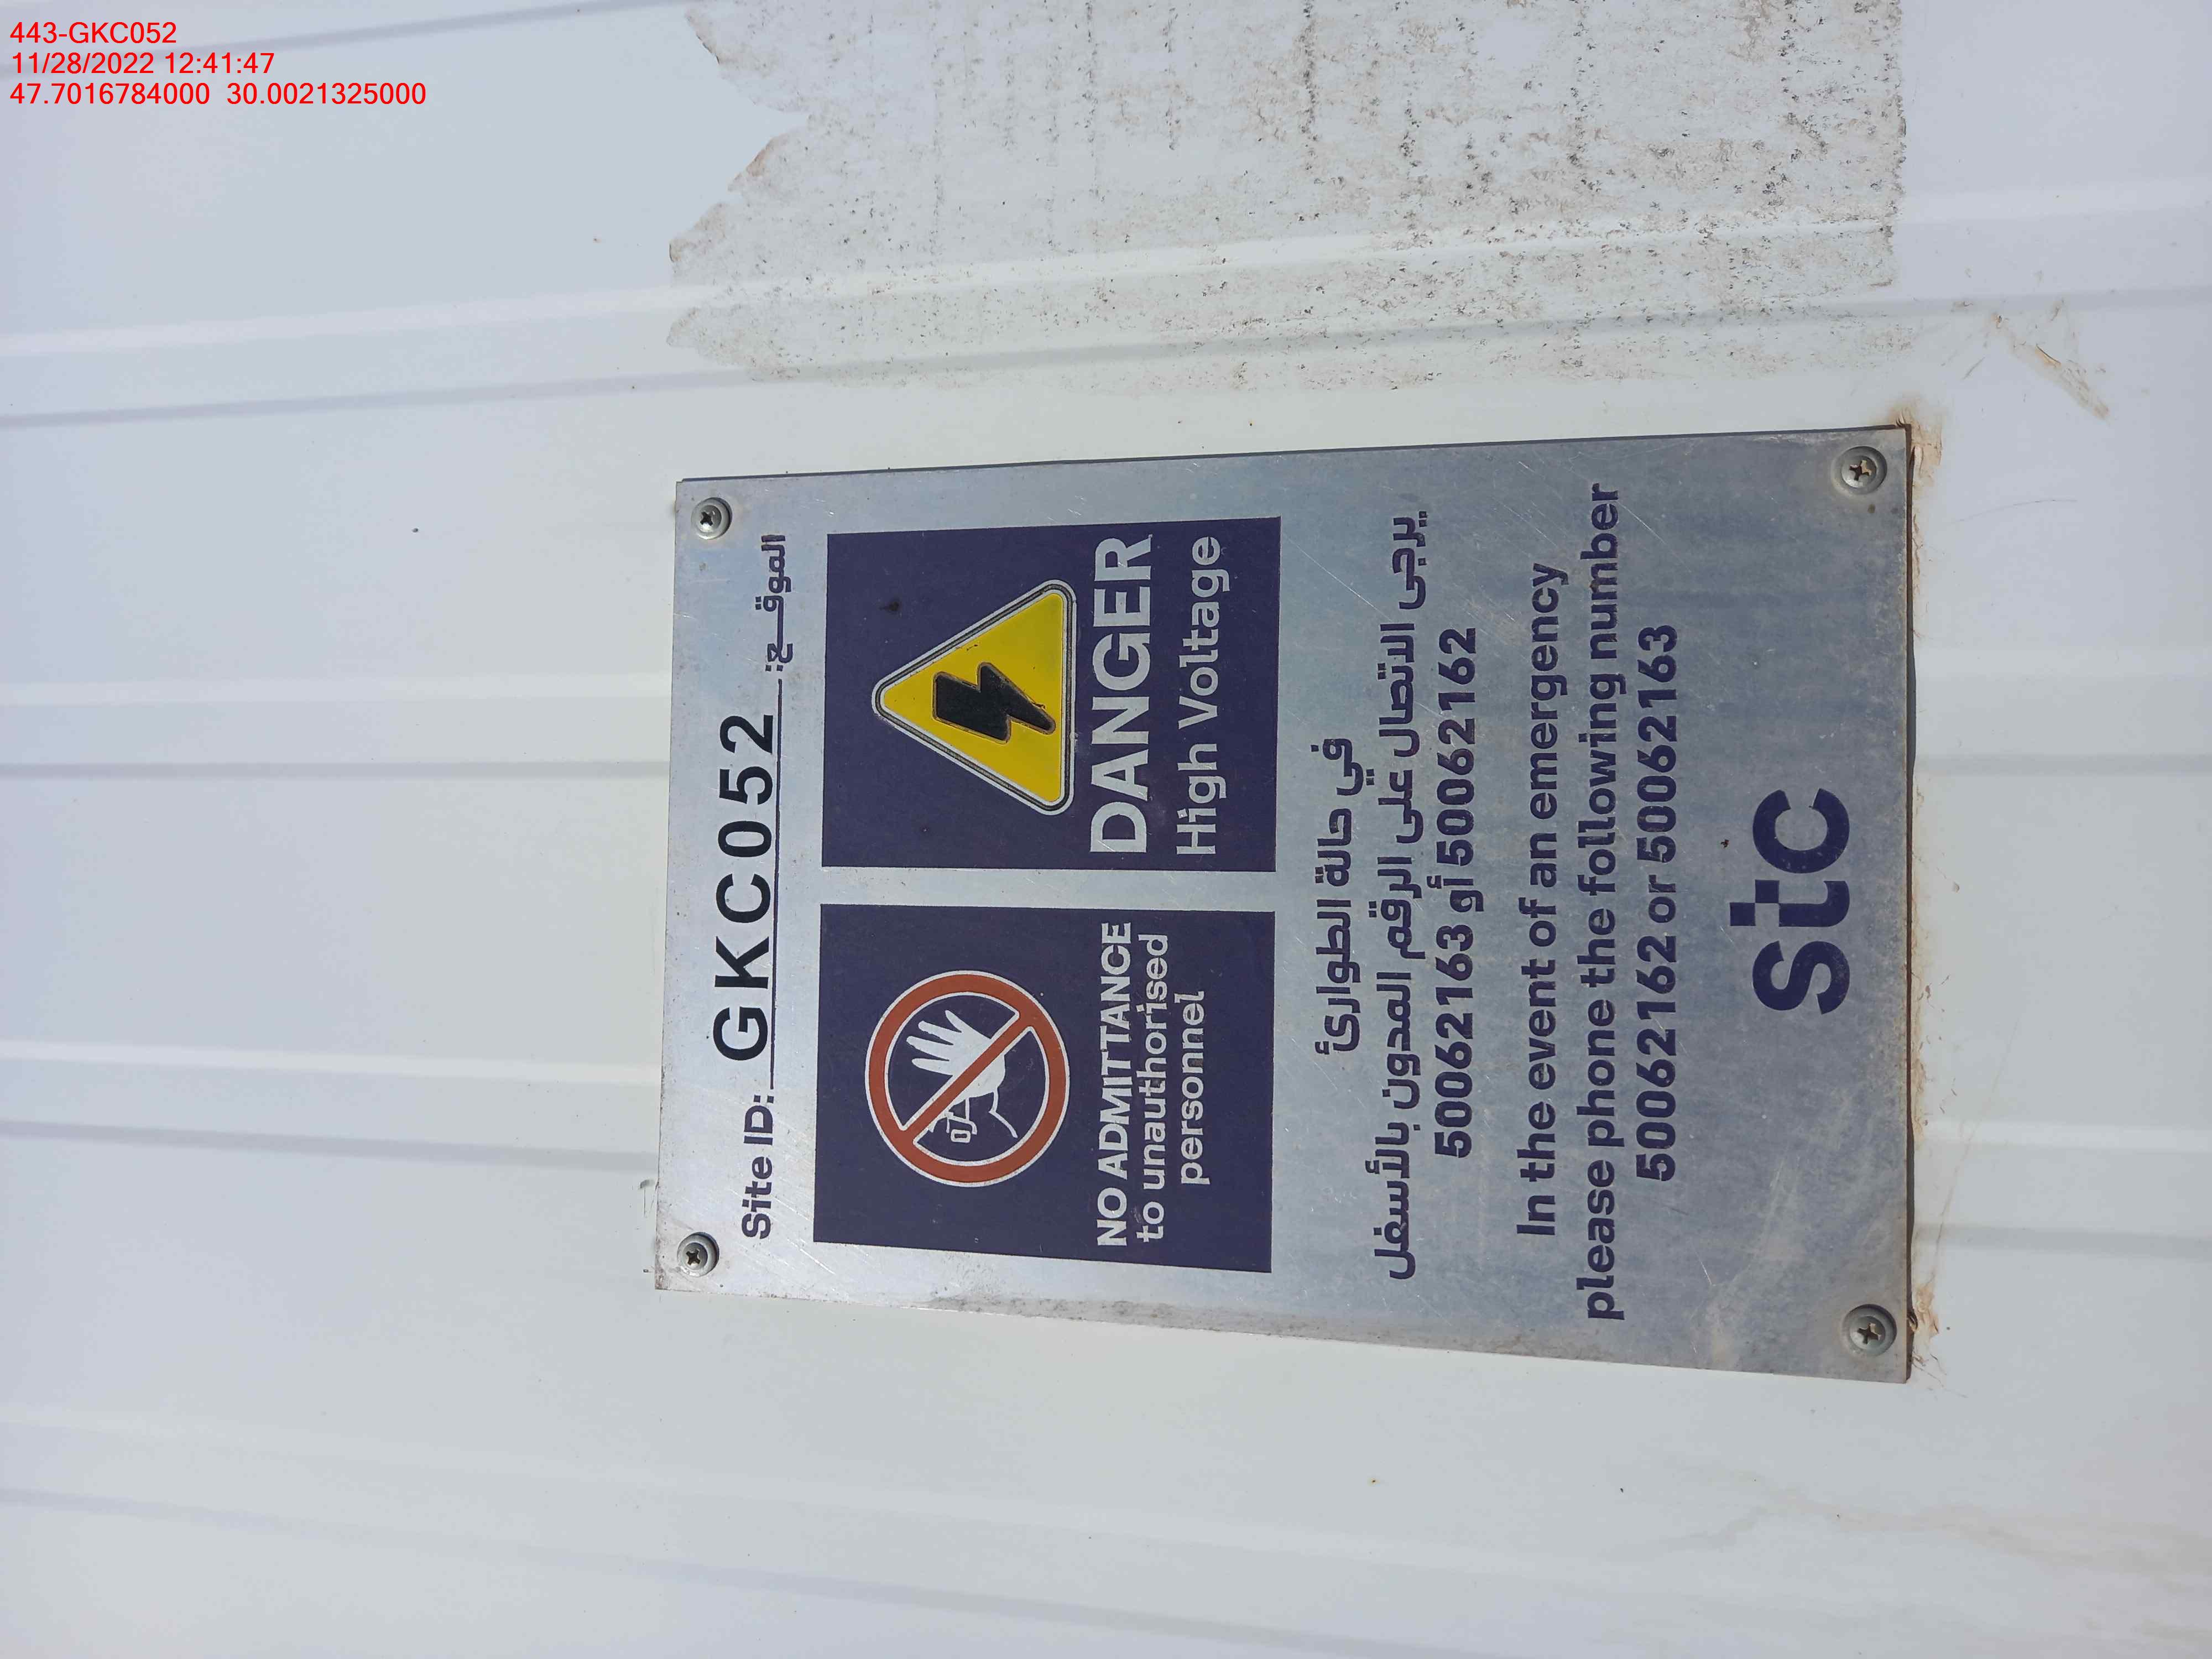 443-GKC052
11/28/2022 12:41:47
47.7016784000 30.0021325000
Site ID: GKC052 الموقع:
NO ADMITTANCE
to unauthorised
personnel
DANGER
High Voltage
في حالة الطوارئ
يرجى الاتصال على الرقم المدون بالأسفل
50062163 أو 50062162
In the event of an emergency
please phone the following number
50062162 or 50062163
stc